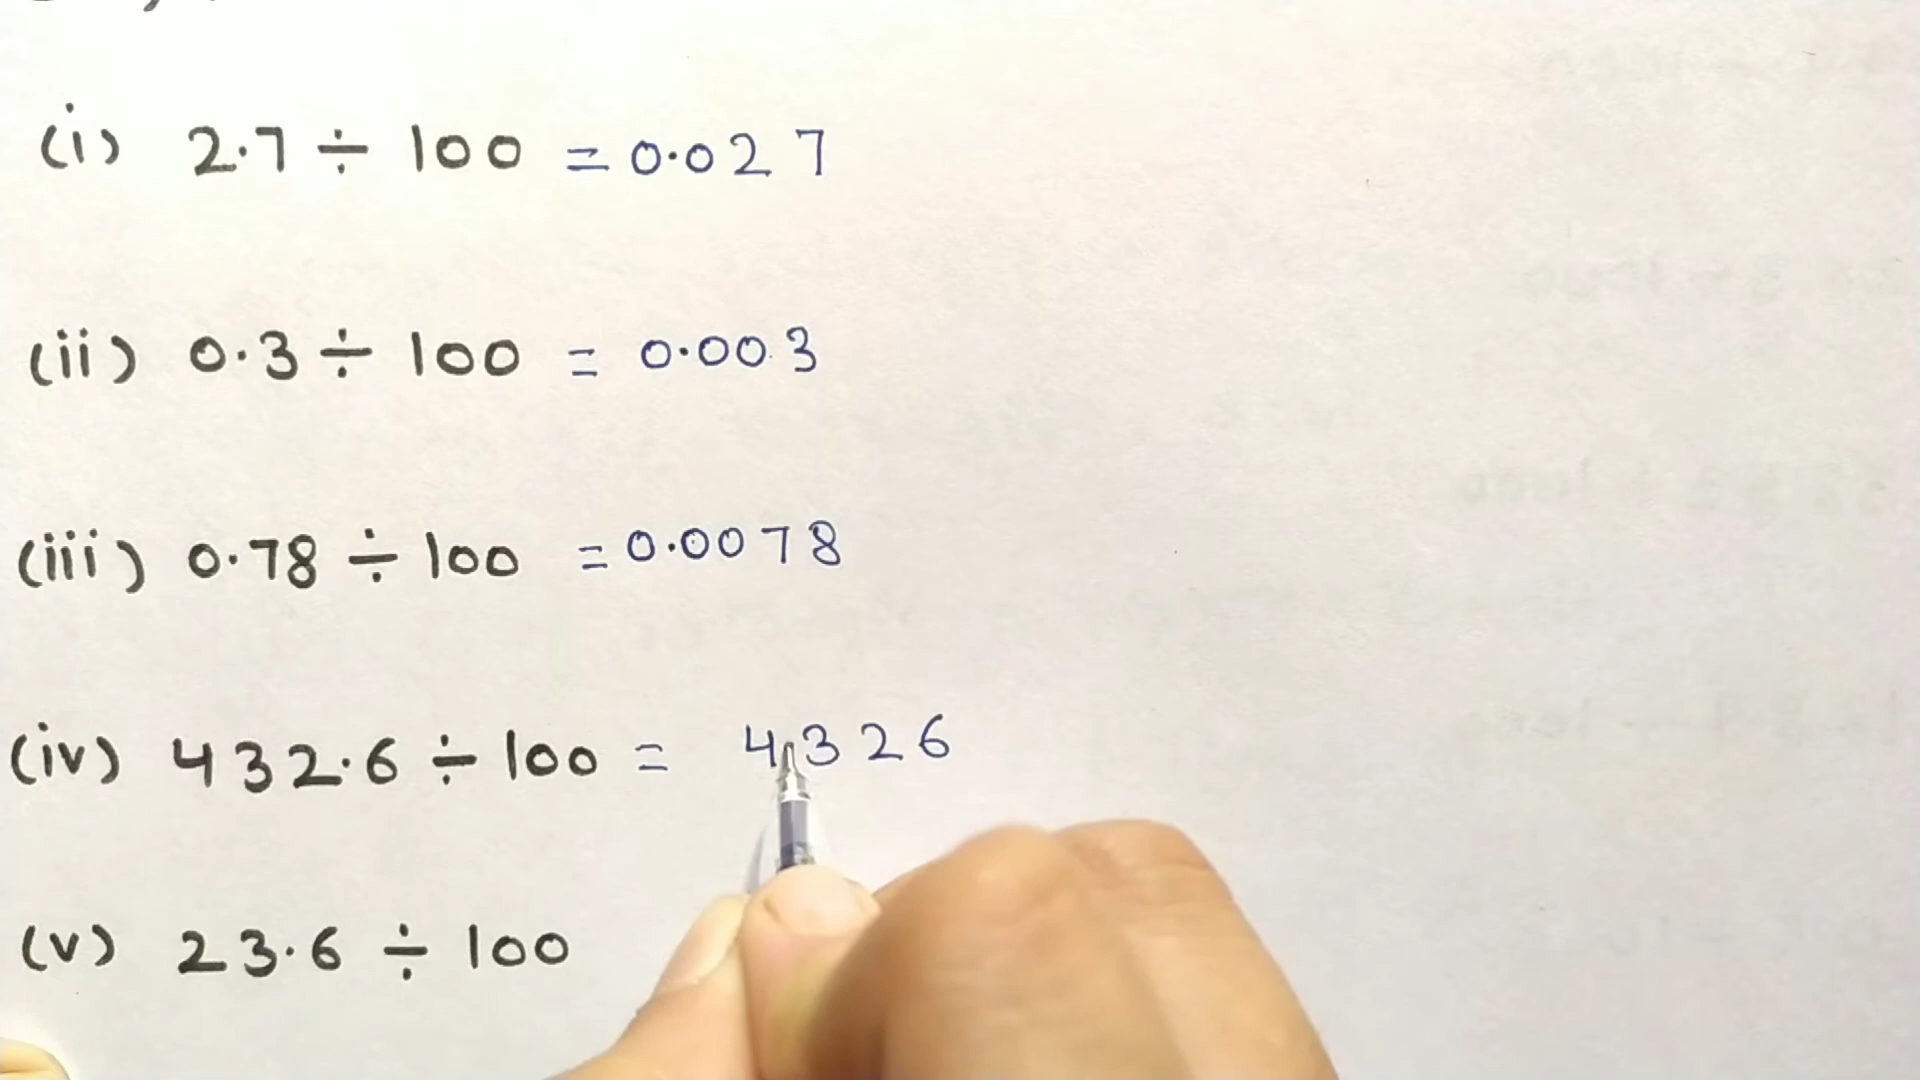 (i) 2.7 ÷ 100 = 0.027
(ii) 0.3 ÷ 100 = 0.003
(iii) 0.78 ÷ 100 = 0.0078
(iv) 432.6 ÷ 100 = 4326
(v) 23.6 ÷ 100